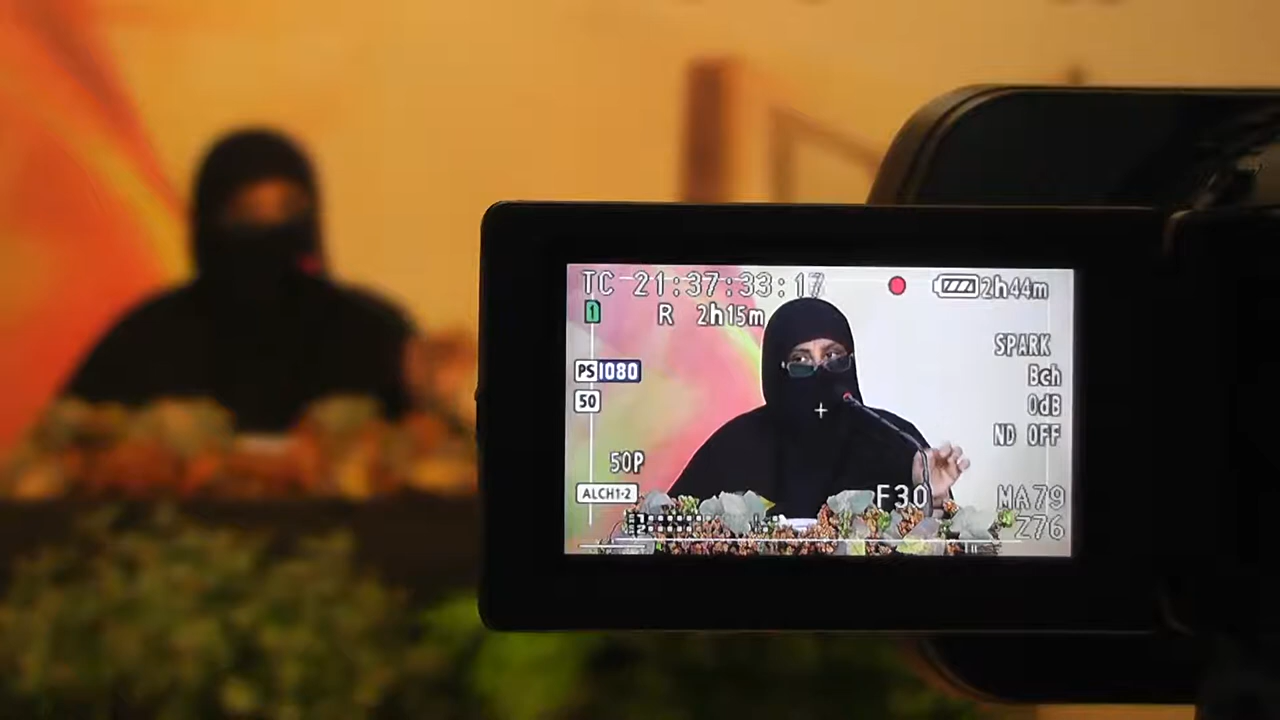 TC 21:37:33:17
2h44m
1
R 2h15m
SPARK
PS 1080
8ch
50
0dB
ND OFF
50P
ALCH1-2
F30
MA79
Z76